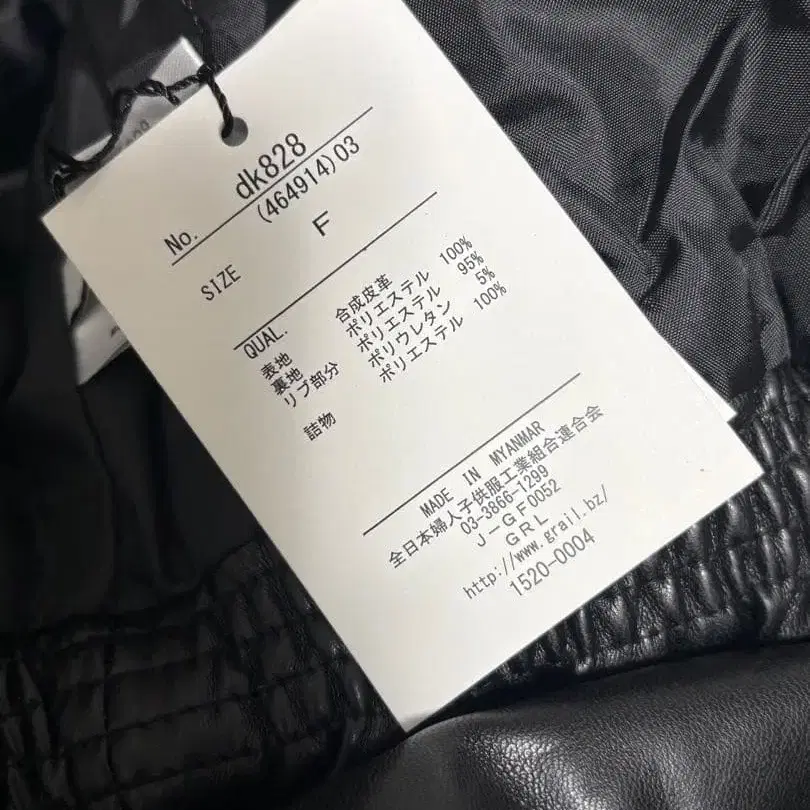 No. dk828
(464914)03
SIZE F
QUAL.
表地 合成皮革
裏地 ポリエステル 100%
リブ部分 ポリエステル 95%
ポリウレタン 5%
詰物 ポリエステル 100%
MADE IN MYANMAR
全日本婦人子供服工業組合連合会
03-3866-1299
J-GF0052
GRL
http://www.grail.bz/
1520-0004